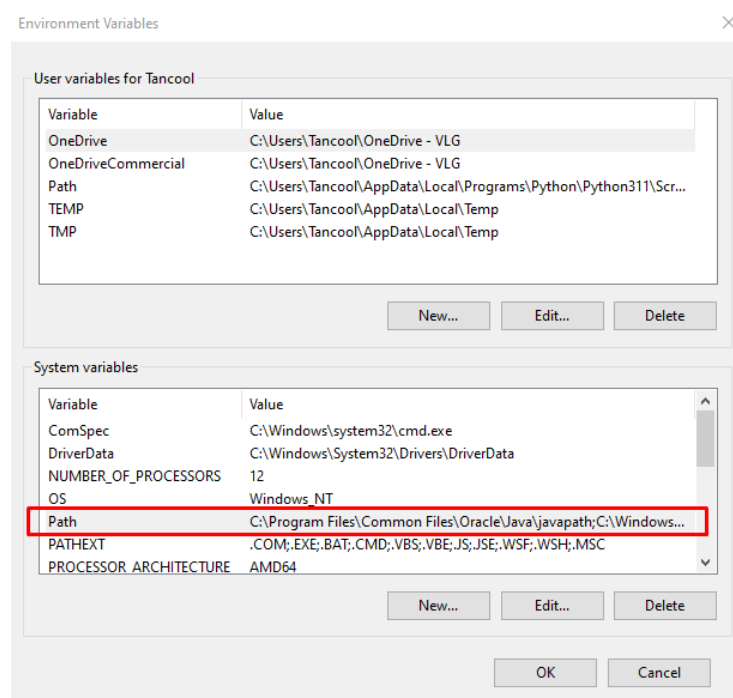 Environment Variables
User variables for Tancool
Variable Value
OneDrive C:\Users\Tancool\OneDrive - VLG
OneDriveCommercial C:\Users\Tancool\OneDrive - VLG
Path C:\Users\Tancool\AppData\Local\Programs\Python\Python311\Scr...
TEMP C:\Users\Tancool\AppData\Local\Temp
TMP C:\Users\Tancool\AppData\Local\Temp
New... Edit... Delete
System variables
Variable Value
ComSpec C:\Windows\system32\cmd.exe
DriverData C:\Windows\System32\Drivers\DriverData
NUMBER_OF_PROCESSORS 12
OS Windows_NT
Path C:\Program Files\Common Files\Oracle\Java\javapath;C:\Windows...
PATHEXT .COM;.EXE;.BAT;.CMD;.VBS;.VBE;.JS;.JSE;.WSF;.WSH;.MSC
PROCESSOR_ARCHITECTURE AMD64
New... Edit... Delete
OK Cancel